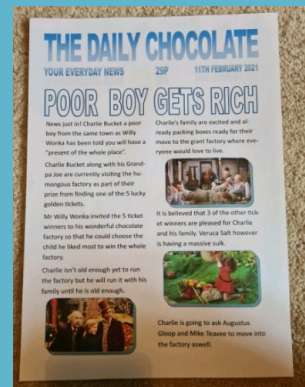 THE DAILY CHOCOLATE
YOUR EVERYDAY NEWS 29P 11TH FEBRUARY 2021
POOR BOY GETS RICH
News just in! Charlie Bucket a poor
boy from the same town as Willy
Wonka has been told you will have a
"present of the whole place".
Charlie Bucket along with his Grand-
pa Joe are currently visiting the hu-
mongous factory as part of their
prize from finding one of the 5 lucky
golden tickets.
Mr Willy Wonka invited the 5 ticket
winners to his wonderful chocolate
factory so that he could choose the
child he liked most to win the whole
factory.
Charlie isn't old enough yet to run
the factory but he will run it with his
family until he is old enough.
Charlie's family are excited and al-
ready packing boxes ready for their
move to the giant factory where eve-
ryone would love to live.
It is believed that 3 of the other tick-
et winners are pleased for Charlie
and his family. Veruca Salt however
is having a massive sulk.
Charlie is going to ask Augustus
Gloop and Mike Teavee to move into
the factory aswell.